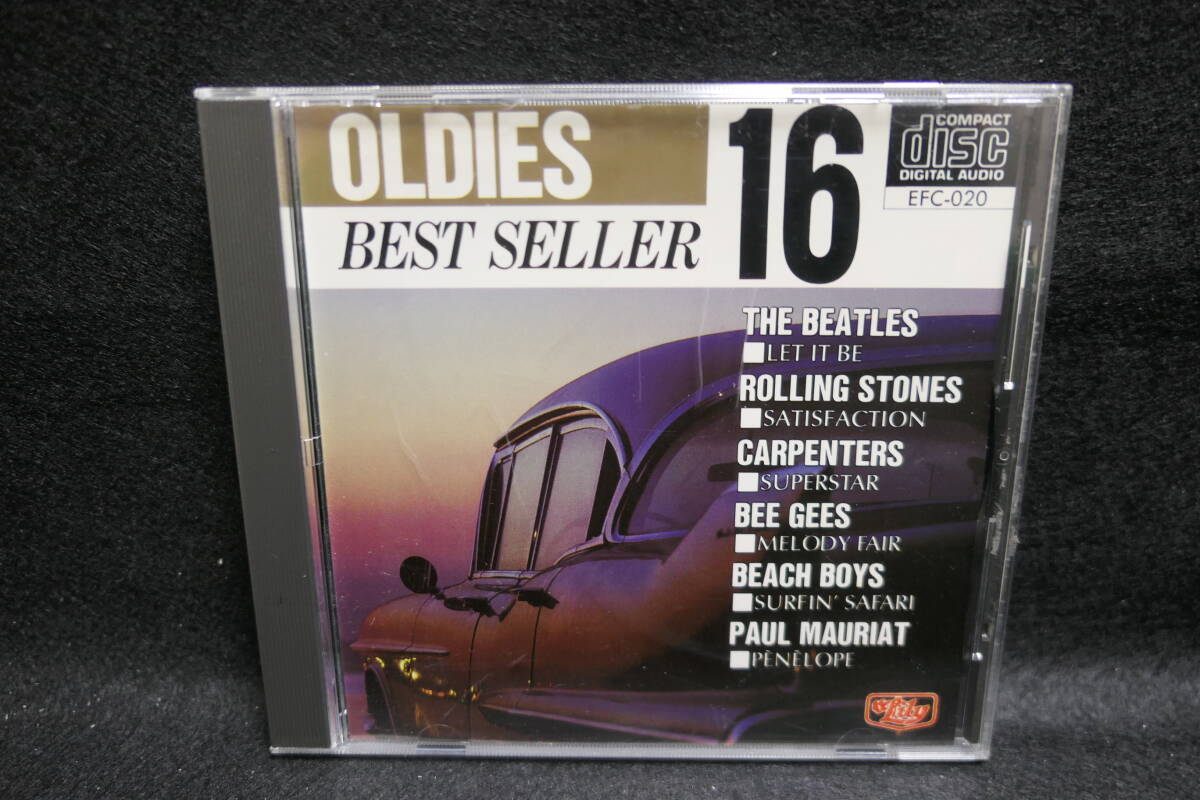 OLDIES
BEST SELLER
16
COMPACT
disc
DIGITAL AUDIO
EFC-020
THE BEATLES
LET IT BE
ROLLING STONES
SATISFACTION
CARPENTERS
SUPERSTAR
BEE GEES
MELODY FAIR
BEACH BOYS
SURFIN' SAFARI
PAUL MAURIAT
PÈNÊLOPE